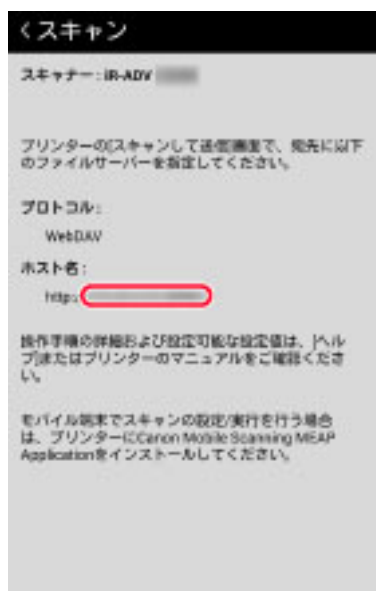 くスキャン
スキャナー : iR-ADV
プリンターの[スキャンして送信]画面で、宛先に以下
のファイルサーバーを指定してください。
プロトコル :
WebDAV
ホスト名 :
http:
操作手順の詳細および設定可能な設定値は、[ヘル
プ]またはプリンターのマニュアルをご確認くださ
い。
モバイル端末でスキャンの設定/実行を行う場合
は、プリンターにCanon Mobile Scanning MEAP
Applicationをインストールしてください。